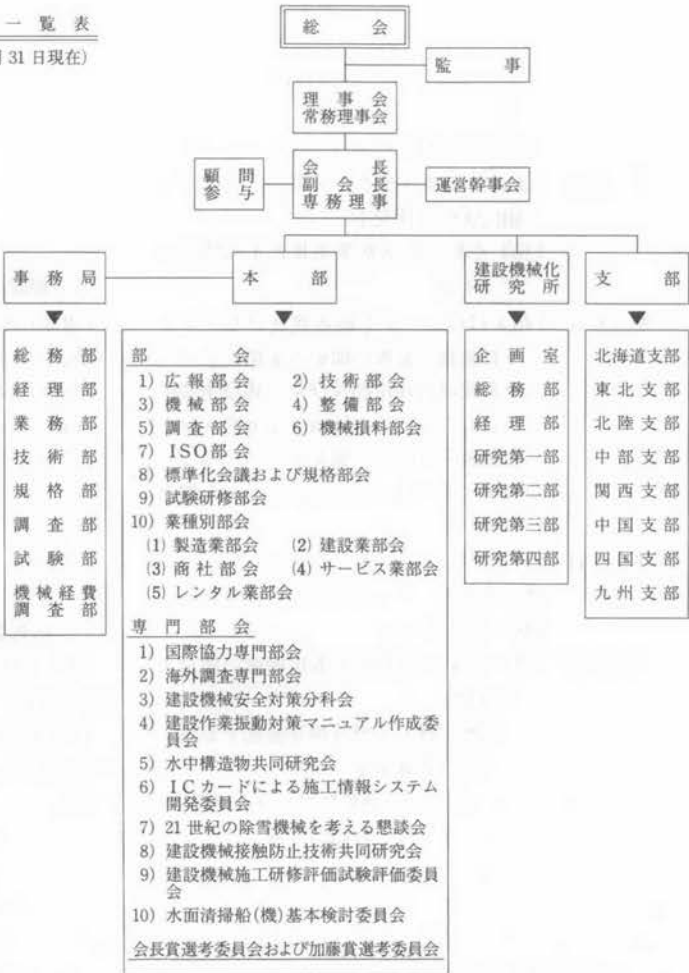 一覧表
31日現在)
総会
監事
理事会
常務理事会
顧問
参与
会長
副会長
専務理事
運営幹事会
事務局
本部
建設機械化
研究所
支部
総務部
経理部
業務部
技術部
規格部
調査部
試験部
機械経費
調査部
部会
1) 広報部会 2) 技術部会
3) 機械部会 4) 整備部会
5) 調査部会 6) 機械損料部会
7) ISO部会
8) 標準化会議および規格部会
9) 試験研修部会
10) 業種別部会
(1) 製造業部会 (2) 建設業部会
(3) 商社部会 (4) サービス業部会
(5) レンタル業部会
専門部会
1) 国際協力専門部会
2) 海外調査専門部会
3) 建設機械安全対策分科会
4) 建設作業振動対策マニュアル作成委
員会
5) 水中構造物共同研究会
6) ICカードによる施工情報システム
開発委員会
7) 21世紀の除雪機械を考える懇談会
8) 建設機械接触防止技術共同研究会
9) 建設機械施工研修評価試験評価委員
会
10) 水面清掃船(機)基本検討委員会
会長賞選考委員会および加藤賞選考委員会
企画室
総務部
経理部
研究第一部
研究第二部
研究第三部
研究第四部
北海道支部
東北支部
北陸支部
中部支部
関西支部
中国支部
四国支部
九州支部